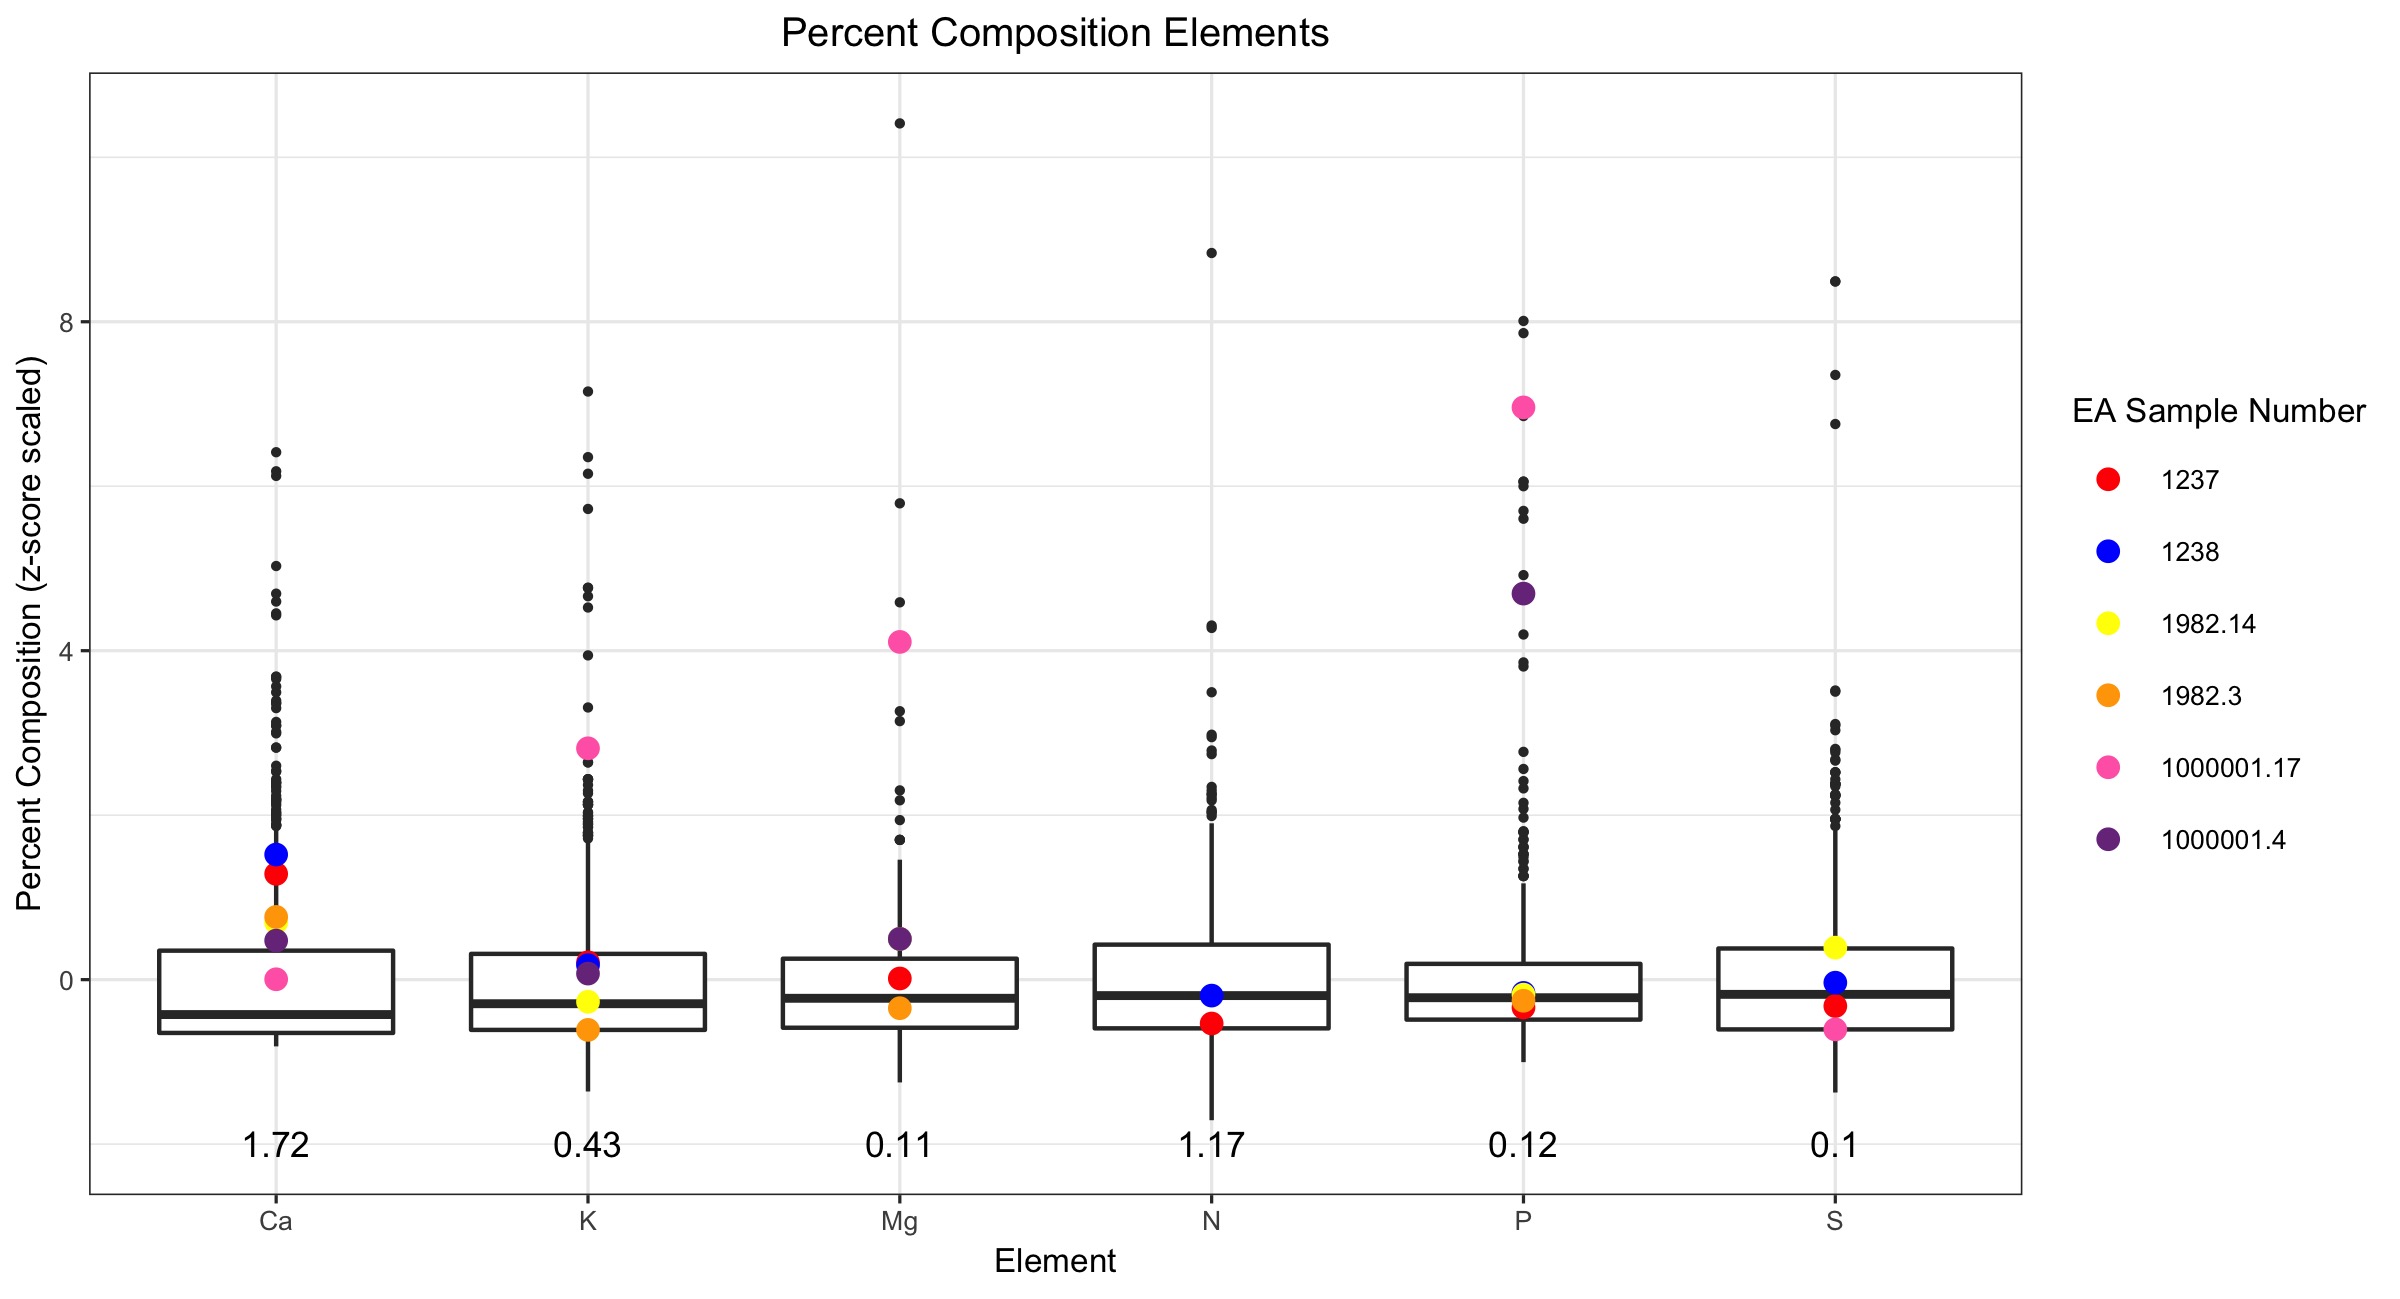 Percent Composition Elements
Percent Composition (z-score scaled)
8
4
0
1.72 0.43 0.11 1.17 0.12 0.1
Ca K Mg N P S
Element
EA Sample Number
1237
1238
1982.14
1982.3
1000001.17
1000001.4